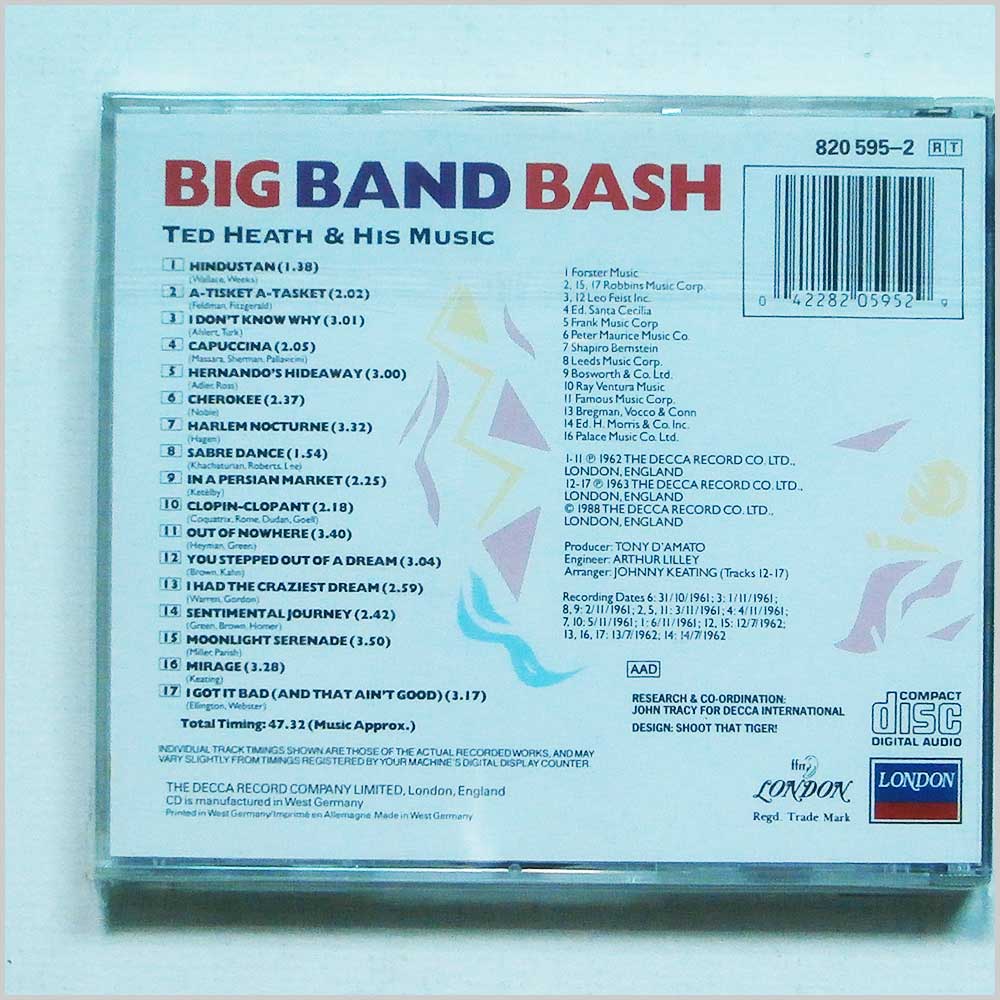 820 595-2 RT
BIG BAND BASH
TED HEATH & HIS MUSIC
1 HINDUSTAN (1.38)
(Wallace, Weeks)
2 A-TISKET A-TASKET (2.02)
(Feldman, Fitzgerald)
3 I DON'T KNOW WHY (3.01)
(Ahlert, Turk)
4 CAPUCCINA (2.05)
(Massara, Sherman, Pallavicini)
5 HERNANDO'S HIDEAWAY (3.00)
(Adler, Ross)
6 CHEROKEE (2.37)
(Noble)
7 HARLEM NOCTURNE (3.32)
(Hagen)
8 SABRE DANCE (1.54)
(Khachaturian, Roberts, Lee)
9 IN A PERSIAN MARKET (2.25)
(Ketèlby)
10 CLOPIN-CLOPANT (2.18)
(Coquatrix, Rome, Dudan, Goell)
11 OUT OF NOWHERE (3.40)
(Heyman, Green)
12 YOU STEPPED OUT OF A DREAM (3.04)
(Brown, Kahn)
13 I HAD THE CRAZIEST DREAM (2.59)
(Warren, Gordon)
14 SENTIMENTAL JOURNEY (2.42)
(Green, Brown, Homer)
15 MOONLIGHT SERENADE (3.50)
(Miller, Parish)
16 MIRAGE (3.28)
(Keating)
17 I GOT IT BAD (AND THAT AIN'T GOOD) (3.17)
(Ellington, Webster)
Total Timing: 47.32 (Music Approx.)
INDIVIDUAL TRACK TIMINGS SHOWN ARE THOSE OF THE ACTUAL RECORDED WORKS, AND MAY
VARY SLIGHTLY FROM TIMINGS REGISTERED BY YOUR MACHINE'S DIGITAL DISPLAY COUNTER
THE DECCA RECORD COMPANY LIMITED, London, England
CD is manufactured in West Germany
Printed in West Germany/Imprimé en Allemagne. Made in West Germany
1 Forster Music
2, 15, 17 Robbins Music Corp.
3, 12 Leo Feist Inc.
4 Ed. Santa Cecilia
5 Frank Music Corp
6 Peter Maurice Music Co.
7 Shapiro Bernstein
8 Leeds Music Corp.
9 Bosworth & Co. Ltd.
10 Ray Ventura Music
11 Famous Music Corp.
13 Bregman, Vocco & Conn
14 Ed. H. Morris & Co. Inc.
16 Palace Music Co. Ltd.
1-11 ℗ 1962 THE DECCA RECORD CO. LTD.,
LONDON, ENGLAND
12-17 ℗ 1963 THE DECCA RECORD CO. LTD.,
LONDON, ENGLAND
© 1988 THE DECCA RECORD CO. LTD.,
LONDON, ENGLAND
Producer: TONY D'AMATO
Engineer: ARTHUR LILLEY
Arranger: JOHNNY KEATING (Tracks 12-17)
Recording Dates 6: 31/10/1961; 3: 1/11/1961;
8, 9: 2/11/1961; 2, 5, 11: 3/11/1961; 4: 4/11/1961;
7, 10: 5/11/1961; 1: 6/11/1961; 12, 15: 12/7/1962;
13, 16, 17: 13/7/1962; 14: 14/7/1962
AAD
RESEARCH & CO-ORDINATION:
JOHN TRACY FOR DECCA INTERNATIONAL
DESIGN: SHOOT THAT TIGER!
0 42282 05952 9
COMPACT
disc
DIGITAL AUDIO
ffrr
LONDON
Regd. Trade Mark
LONDON